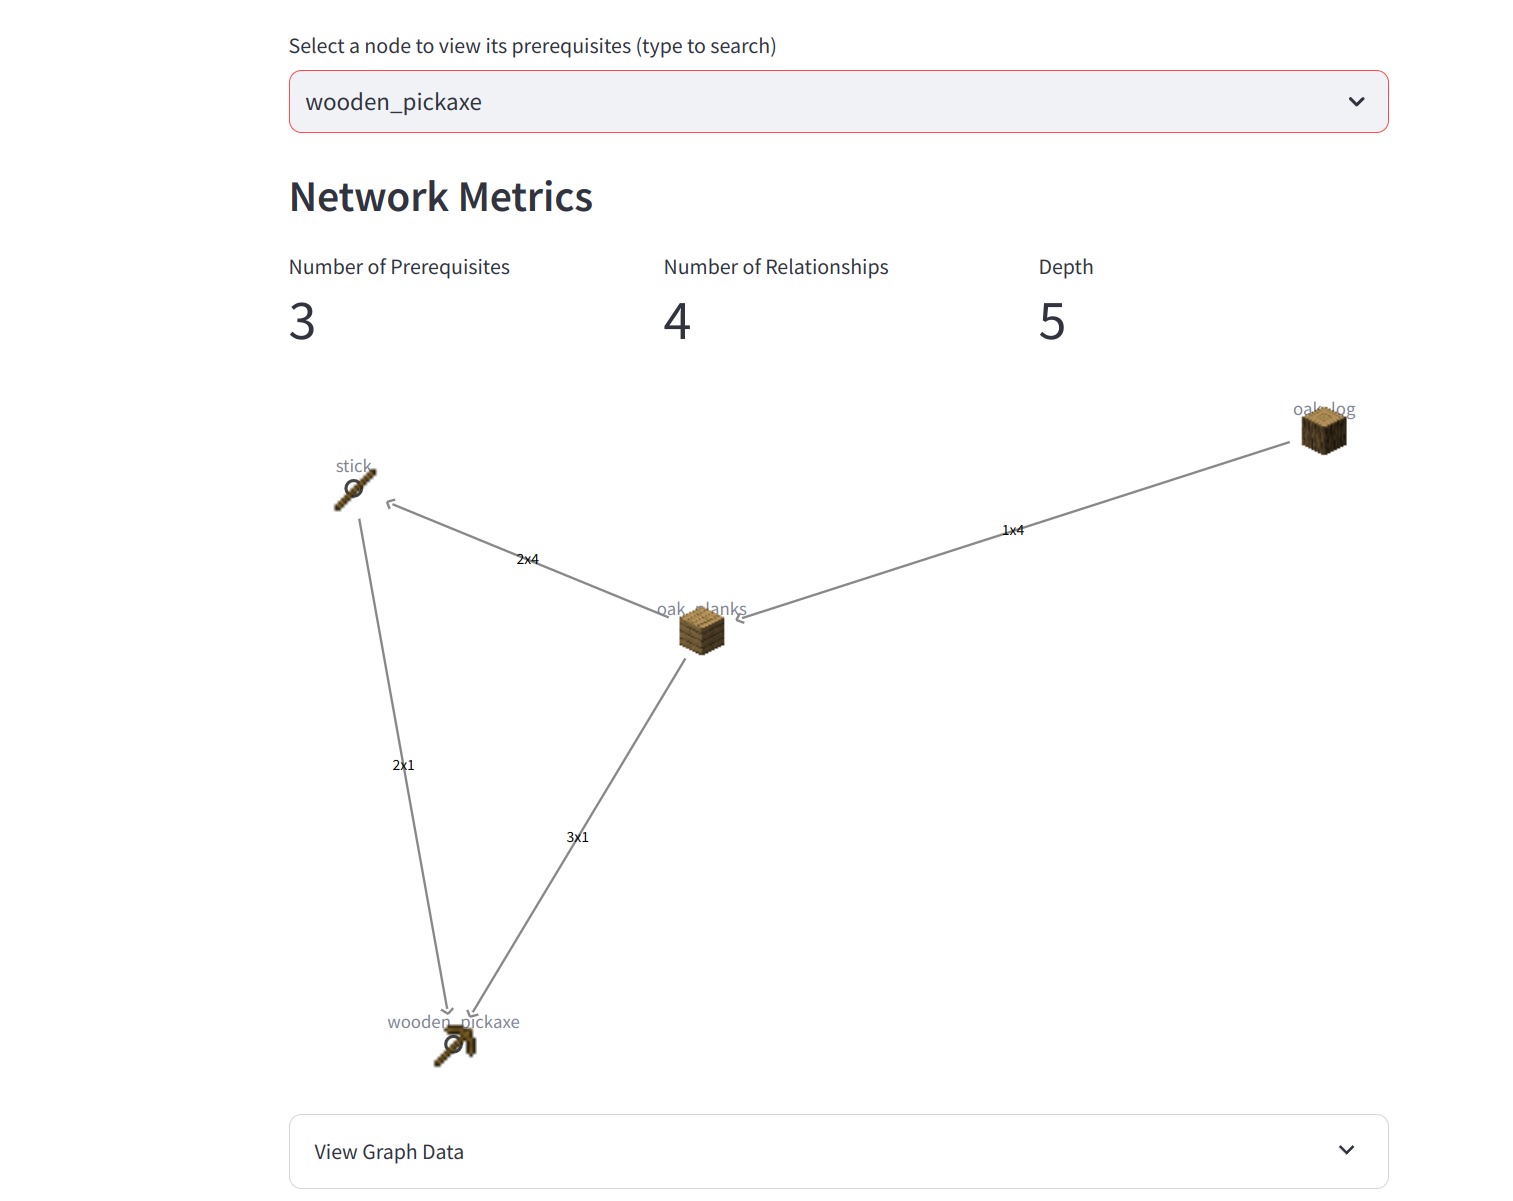 Select a node to view its prerequisites (type to search)
wooden_pickaxe
Network Metrics
Number of Prerequisites
3
Number of Relationships
4
Depth
5
oak_log
stick
1x4
2x4
oak_planks
2x1
3x1
wooden_pickaxe
View Graph Data